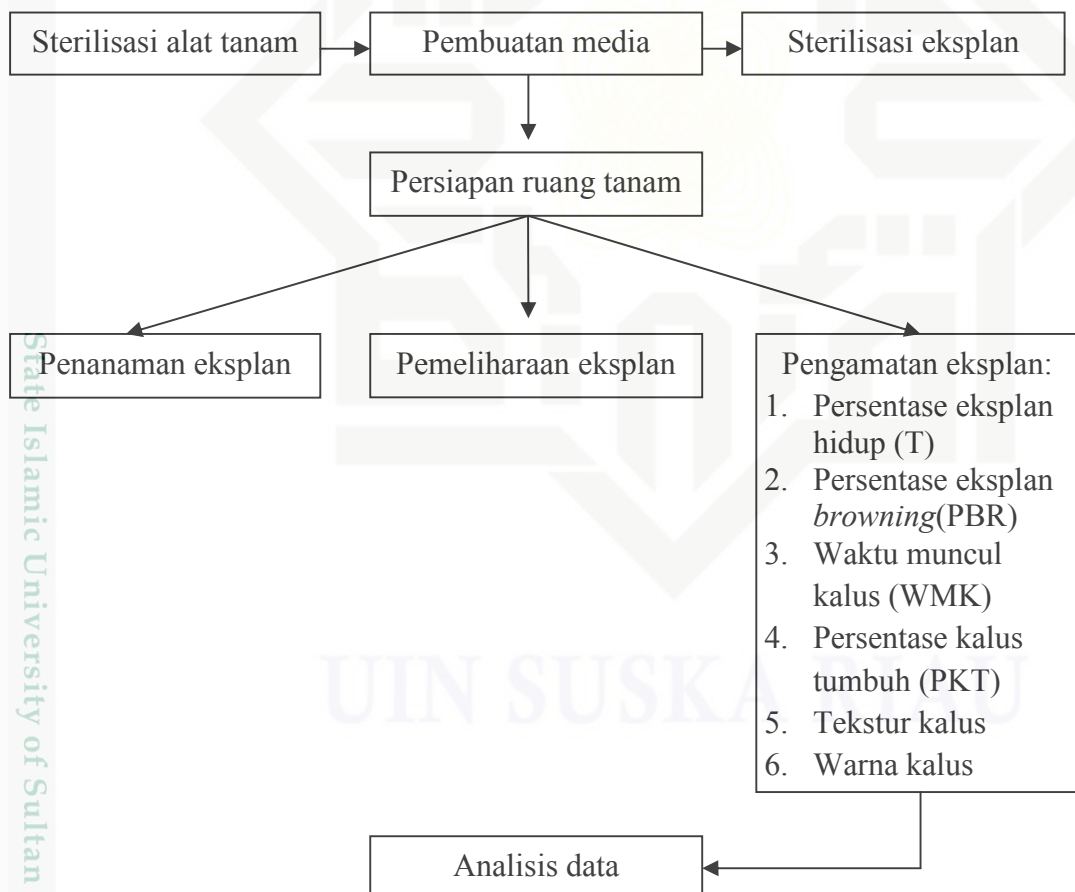 Sterilisasi alat tanam
Pembuatan media
Sterilisasi eksplan
Persiapan ruang tanam
Penanaman eksplan
Pemeliharaan eksplan
Pengamatan eksplan:
1. Persentase eksplan
hidup (T)
2. Persentase eksplan
browning(PBR)
3. Waktu muncul
kalus (WMK)
4. Persentase kalus
tumbuh (PKT)
5. Tekstur kalus
6. Warna kalus
Analisis data
State Islamic University of Sultan
UIN SUSKA RIAU